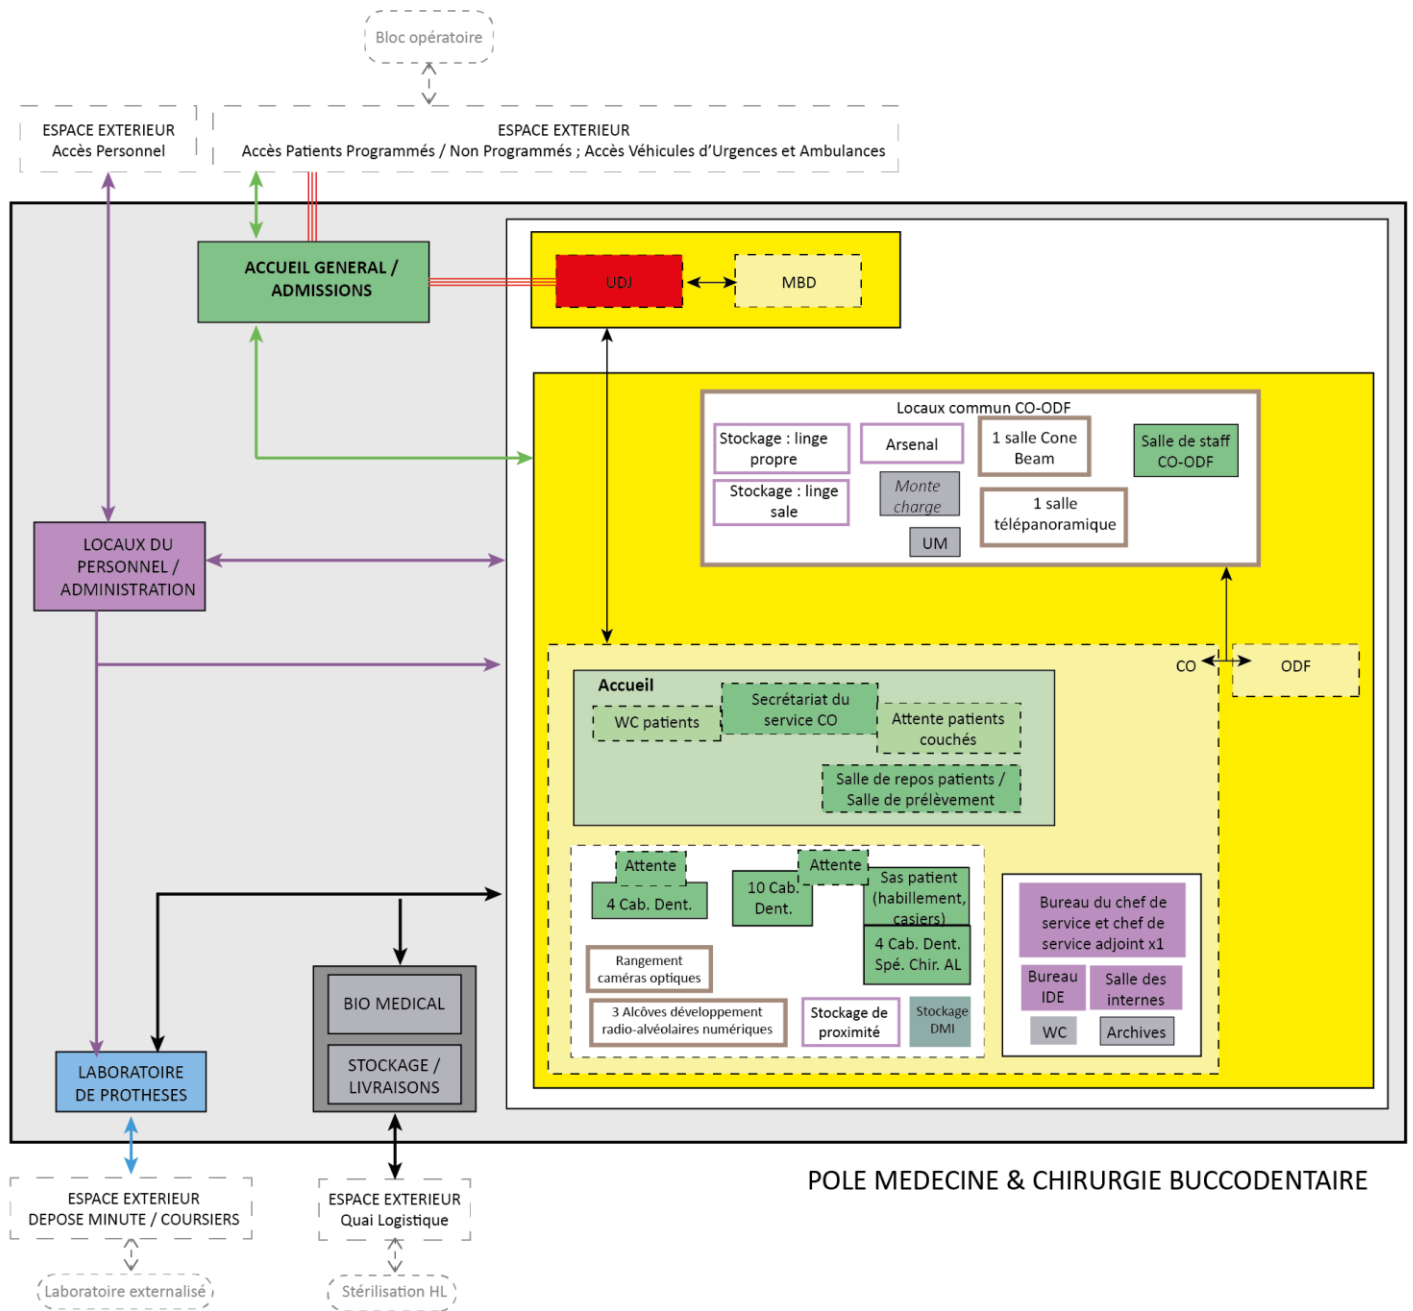 Bloc opératoire
ESPACE EXTERIEUR
Accès Personnel
ESPACE EXTERIEUR
Accès Patients Programmés / Non Programmés ; Accès Véhicules d’Urgences et Ambulances
ACCUEIL GENERAL /
ADMISSIONS
UDJ
MBD
Locaux commun CO-ODF
Stockage : linge
propre
Arsenal
1 salle Cone
Beam
Salle de staff
CO-ODF
Stockage : linge
sale
Monte
charge
1 salle
télépanoramique
UM
LOCAUX DU
PERSONNEL /
ADMINISTRATION
CO
ODF
Accueil
WC patients
Secrétariat du
service CO
Attente patients
couchés
Salle de repos patients /
Salle de prélèvement
Attente
4 Cab. Dent.
Attente
10 Cab.
Dent.
Sas patient
(habillement,
casiers)
4 Cab. Dent.
Spé. Chir. AL
Rangement
caméras optiques
3 Alcôves développement
radio-alvéolaires numériques
Stockage de
proximité
Stockage
DMI
Bureau du chef de
service et chef de
service adjoint x1
Bureau
IDE
Salle des
internes
WC
Archives
BIO MEDICAL
STOCKAGE /
LIVRAISONS
LABORATOIRE
DE PROTHESES
POLE MEDECINE & CHIRURGIE BUCCODENTAIRE
ESPACE EXTERIEUR
DEPOSE MINUTE / COURSIERS
ESPACE EXTERIEUR
Quai Logistique
Laboratoire externalisé
Stérilisation HL